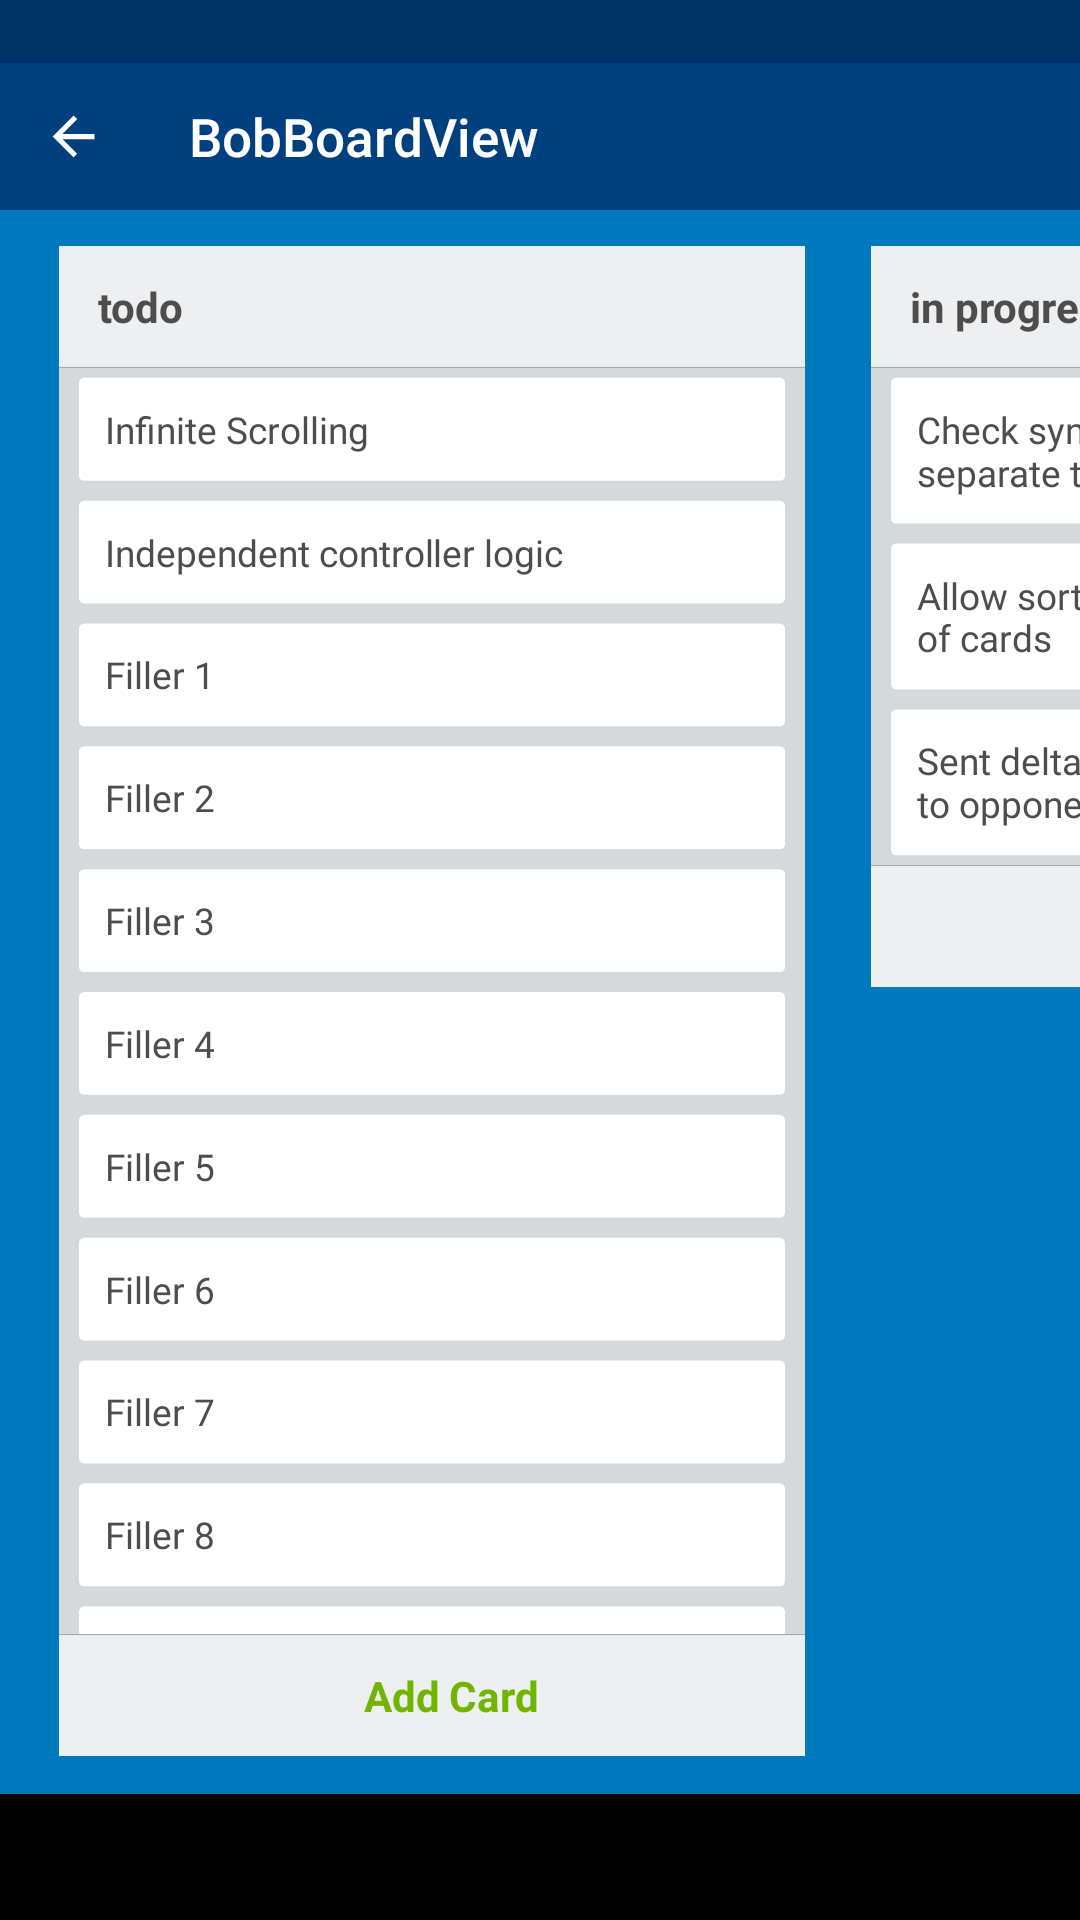 BobBoardView
todo
Infinite Scrolling
Independent controller logic
Filler 1
Filler 2
Filler 3
Filler 4
Filler 5
Filler 6
Filler 7
Filler 8
Add Card
in progre
Check syn
separate t
Allow sort
of cards
Sent delta
to oppone